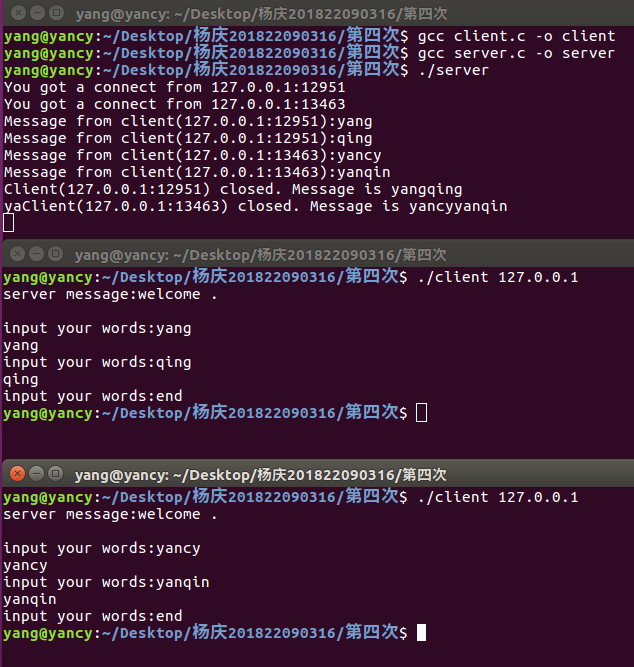 yang@yancy: ~/Desktop/杨庆201822090316/第四次
yang@yancy:~/Desktop/杨庆201822090316/第四次$ gcc client.c -o client
yang@yancy:~/Desktop/杨庆201822090316/第四次$ gcc server.c -o server
yang@yancy:~/Desktop/杨庆201822090316/第四次$ ./server
You got a connect from 127.0.0.1:12951
You got a connect from 127.0.0.1:13463
Message from client(127.0.0.1:12951):yang
Message from client(127.0.0.1:12951):qing
Message from client(127.0.0.1:13463):yancy
Message from client(127.0.0.1:13463):yanqin
Client(127.0.0.1:12951) closed. Message is yangqing
yaClient(127.0.0.1:13463) closed. Message is yancyyanqin
yang@yancy: ~/Desktop/杨庆201822090316/第四次
yang@yancy:~/Desktop/杨庆201822090316/第四次$ ./client 127.0.0.1
server message:welcome .
input your words:yang
yang
input your words:qing
qing
input your words:end
yang@yancy:~/Desktop/杨庆201822090316/第四次$
yang@yancy: ~/Desktop/杨庆201822090316/第四次
yang@yancy:~/Desktop/杨庆201822090316/第四次$ ./client 127.0.0.1
server message:welcome .
input your words:yancy
yancy
input your words:yanqin
yanqin
input your words:end
yang@yancy:~/Desktop/杨庆201822090316/第四次$